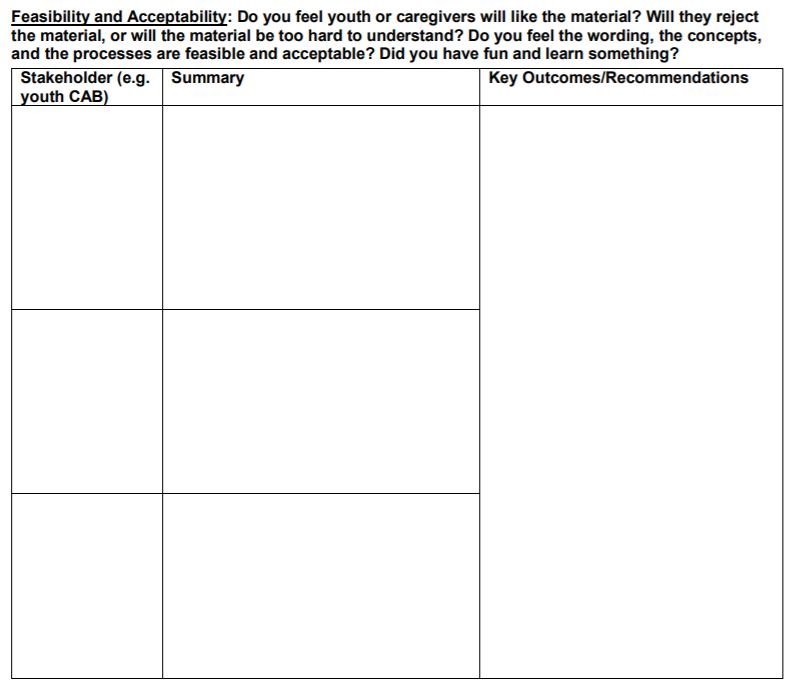 Feasibility and Acceptability: Do you feel youth or caregivers will like the material? Will they reject
the material, or will the material be too hard to understand? Do you feel the wording, the concepts,
and the processes are feasible and acceptable? Did you have fun and learn something?
Stakeholder (e.g.
youth CAB)
Summary
Key Outcomes/Recommendations